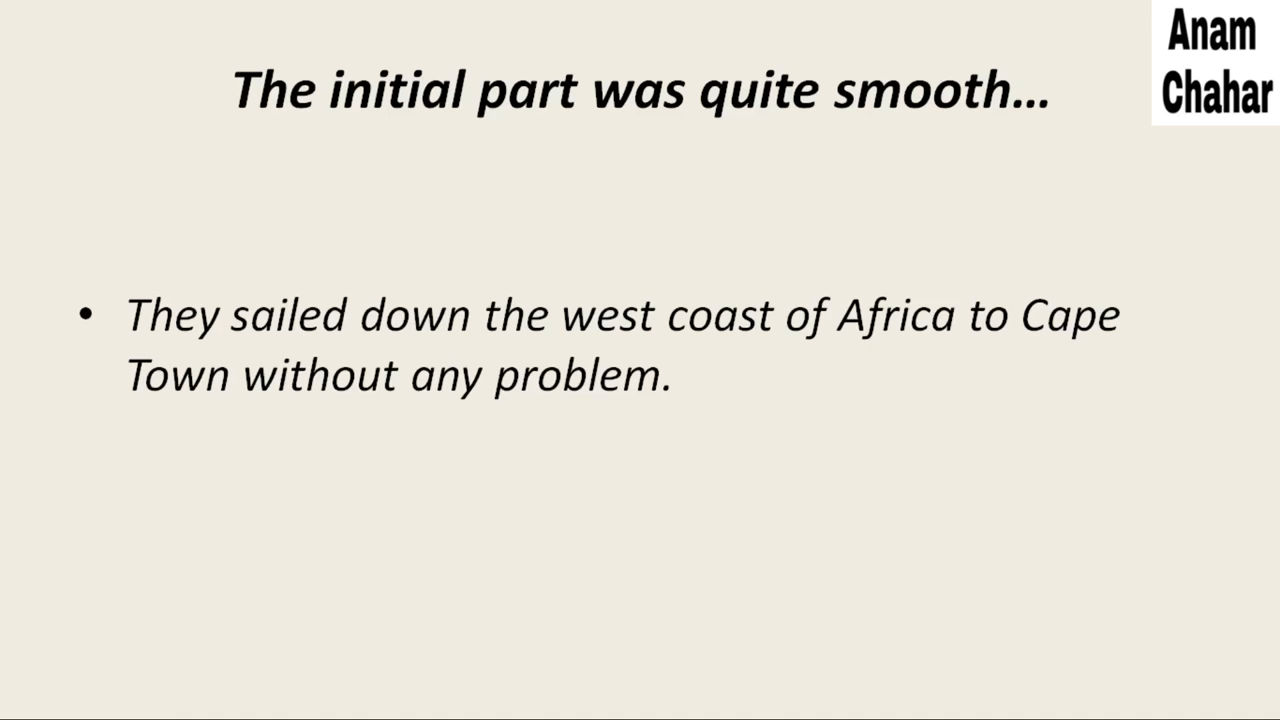 Anam
Chahar
The initial part was quite smooth…
• They sailed down the west coast of Africa to Cape
Town without any problem.